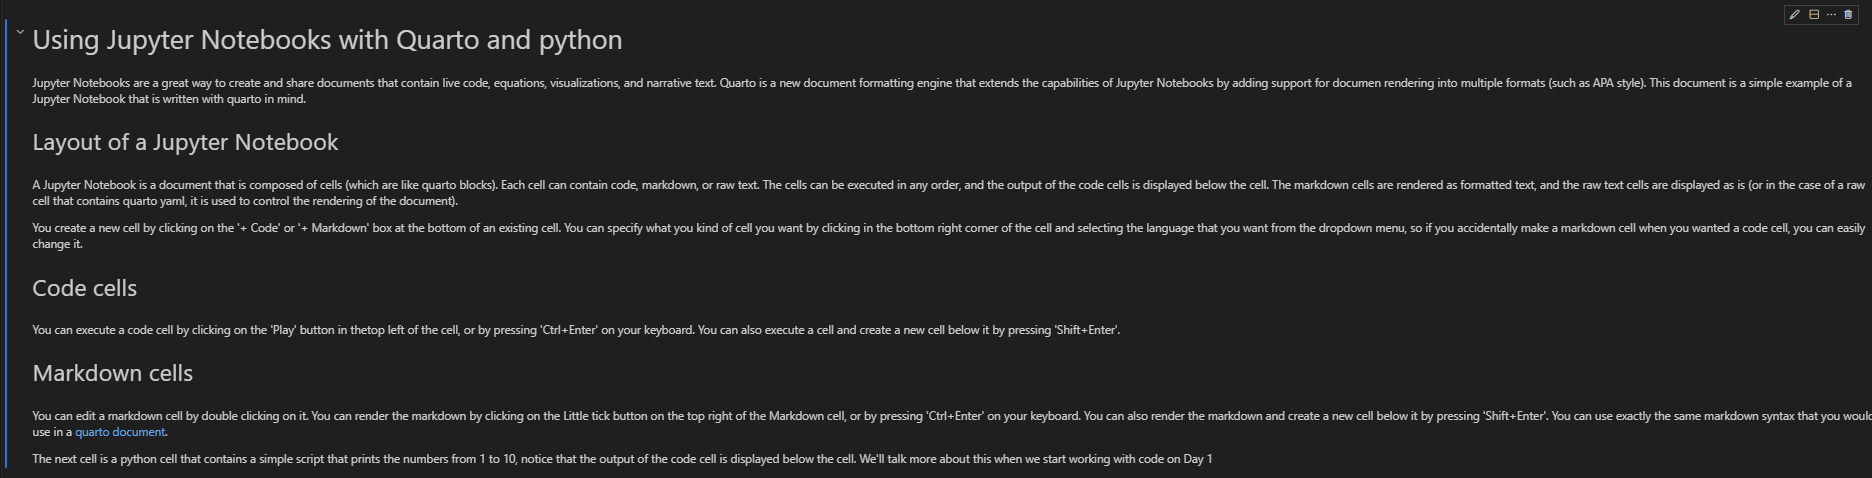 Using Jupyter Notebooks with Quarto and python
Jupyter Notebooks are a great way to create and share documents that contain live code, equations, visualizations, and narrative text. Quarto is a new document formatting engine that extends the capabilities of Jupyter Notebooks by adding support for documen rendering into multiple formats (such as APA style). This document is a simple example of a
Jupyter Notebook that is written with quarto in mind.
Layout of a Jupyter Notebook
A Jupyter Notebook is a document that is composed of cells (which are like quarto blocks). Each cell can contain code, markdown, or raw text. The cells can be executed in any order, and the output of the code cells is displayed below the cell. The markdown cells are rendered as formatted text, and the raw text cells are displayed as is (or in the case of a raw
cell that contains quarto yaml, it is used to control the rendering of the document).
You create a new cell by clicking on the '+ Code' or '+ Markdown' box at the bottom of an existing cell. You can specify what you kind of cell you want by clicking in the bottom right corner of the cell and selecting the language that you want from the dropdown menu, so if you accidentally make a markdown cell when you wanted a code cell, you can easily
change it.
Code cells
You can execute a code cell by clicking on the 'Play' button in thetop left of the cell, or by pressing 'Ctrl+Enter' on your keyboard. You can also execute a cell and create a new cell below it by pressing 'Shift+Enter'.
Markdown cells
You can edit a markdown cell by double clicking on it. You can render the markdown by clicking on the Little tick button on the top right of the Markdown cell, or by pressing 'Ctrl+Enter' on your keyboard. You can also render the markdown and create a new cell below it by pressing 'Shift+Enter'. You can use exactly the same markdown syntax that you would
use in a quarto document.
The next cell is a python cell that contains a simple script that prints the numbers from 1 to 10, notice that the output of the code cell is displayed below the cell. We'll talk more about this when we start working with code on Day 1